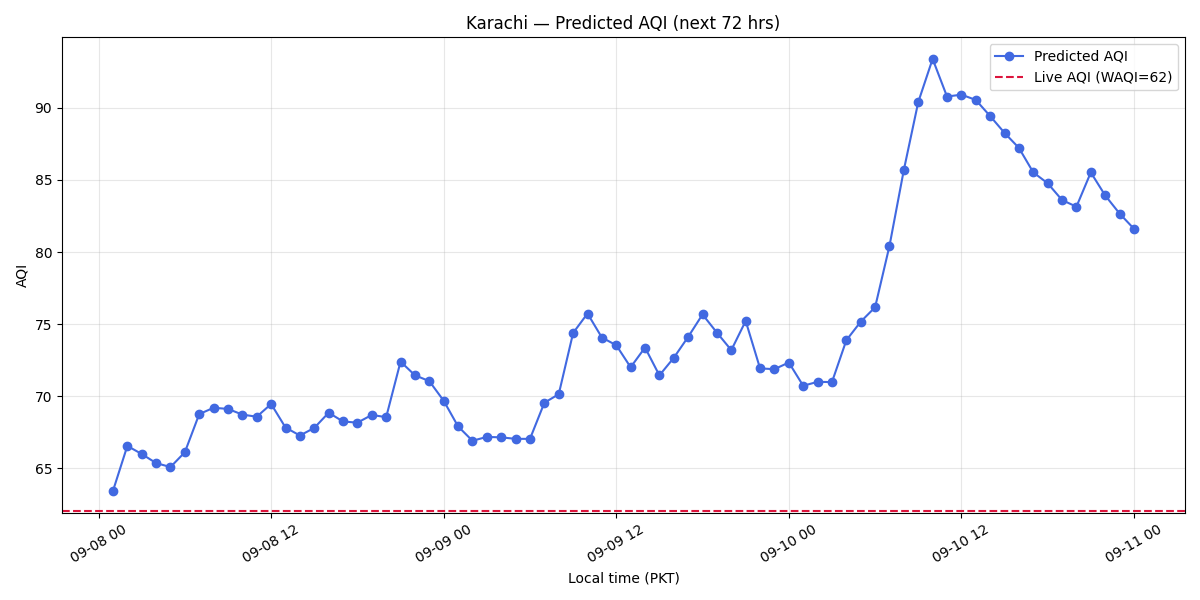 Karachi — Predicted AQI (next 72 hrs)
Predicted AQI
Live AQI (WAQI=62)
AQI
90
85
80
75
70
65
09-08 00
09-08 12
09-09 00
09-09 12
09-10 00
09-10 12
09-11 00
Local time (PKT)